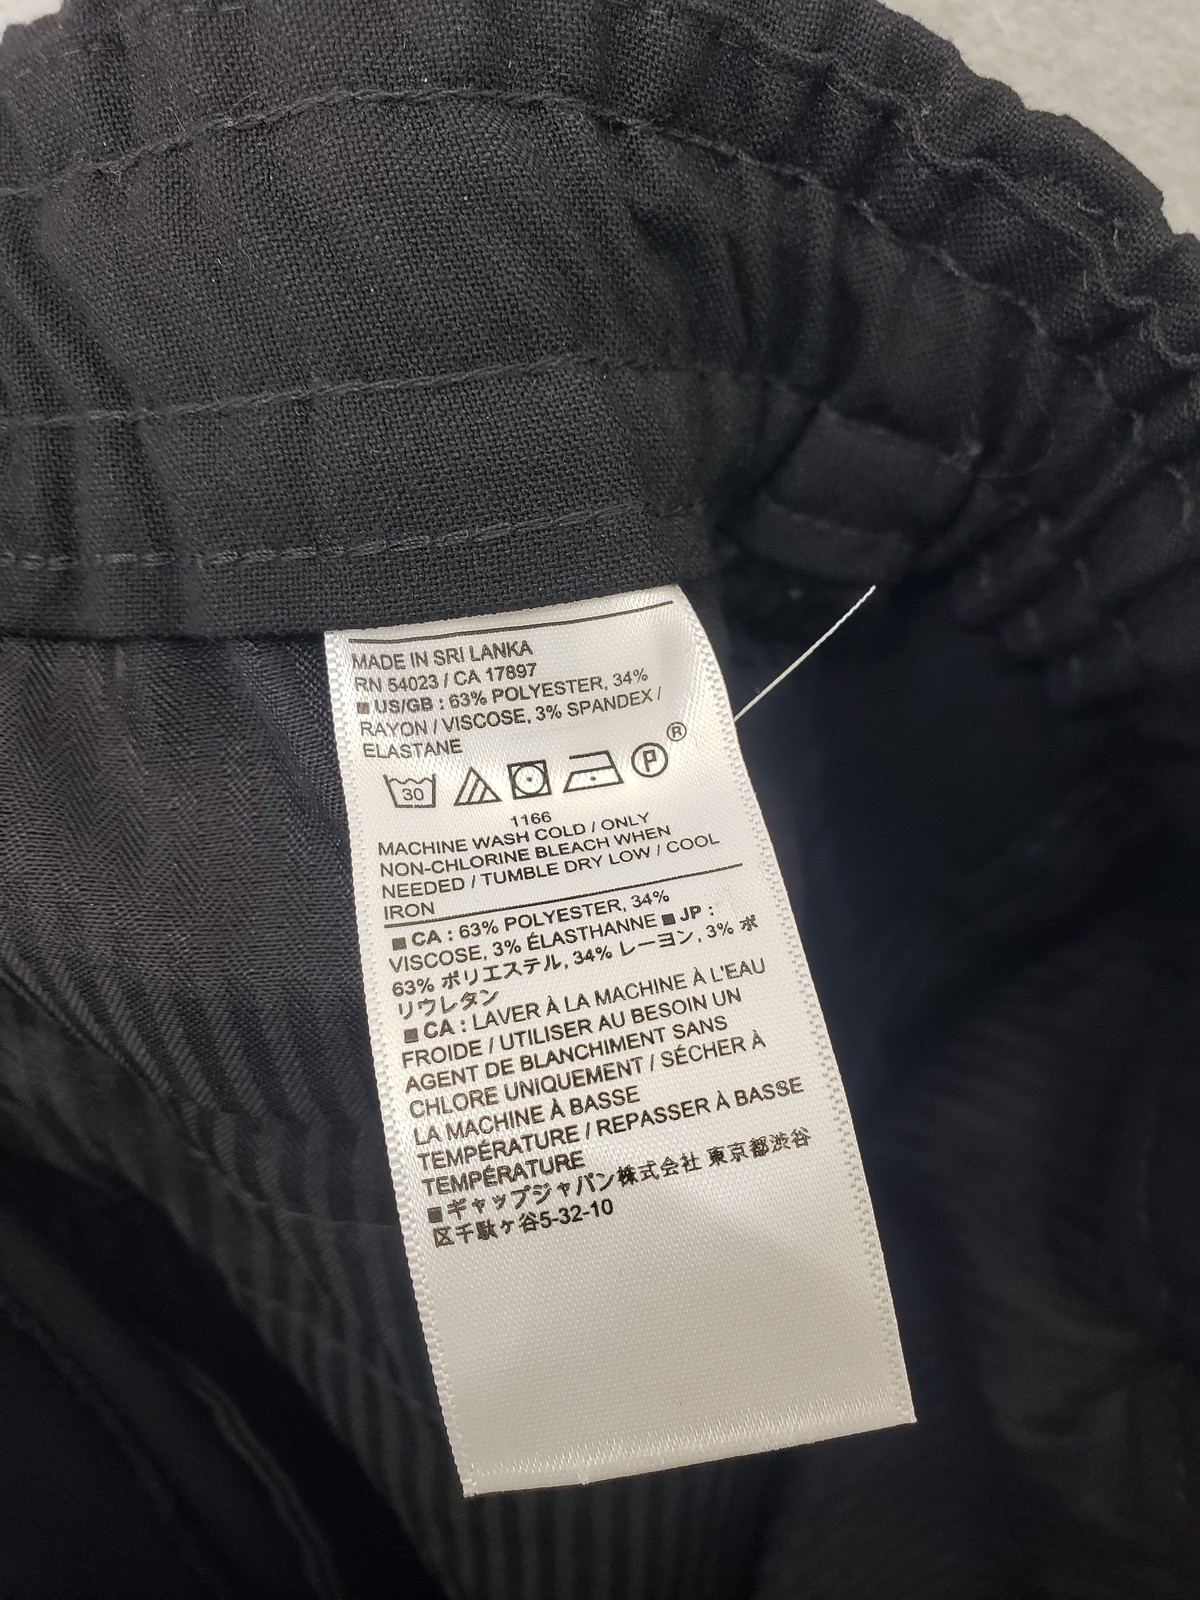 MADE IN SRI LANKA
RN 54023 / CA 17897
■ US/GB : 63% POLYESTER, 34%
RAYON / VISCOSE, 3% SPANDEX /
ELASTANE
30 P ®
1166
MACHINE WASH COLD / ONLY
NON-CHLORINE BLEACH WHEN
NEEDED / TUMBLE DRY LOW / COOL
IRON
■ CA : 63% POLYESTER, 34%
VISCOSE, 3% ÉLASTHANNE ■ JP :
63% ポリエステル, 34% レーヨン, 3% ポ
リウレタン
■ CA : LAVER À LA MACHINE À L'EAU
FROIDE / UTILISER AU BESOIN UN
AGENT DE BLANCHIMENT SANS
CHLORE UNIQUEMENT / SÉCHER À
LA MACHINE À BASSE
TEMPÉRATURE / REPASSER À BASSE
TEMPÉRATURE
■ギャップジャパン株式会社 東京都渋谷
区千駄ヶ谷5-32-10